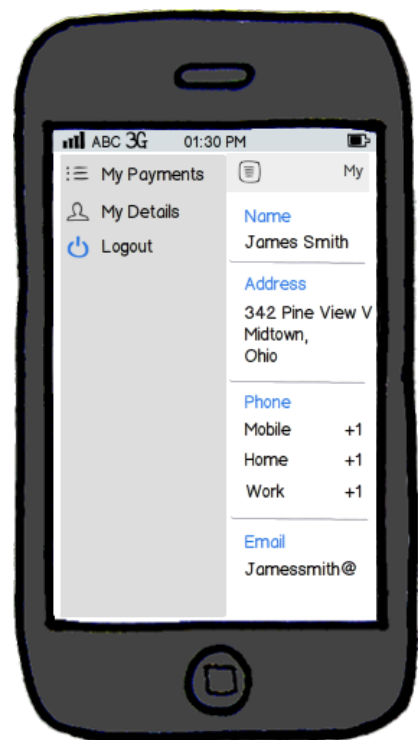 ABC 3G 01:30 PM
My Payments
My Details
Logout
My
Name
James Smith
Address
342 Pine View V
Midtown,
Ohio
Phone
Mobile +1
Home +1
Work +1
Email
Jamessmith@